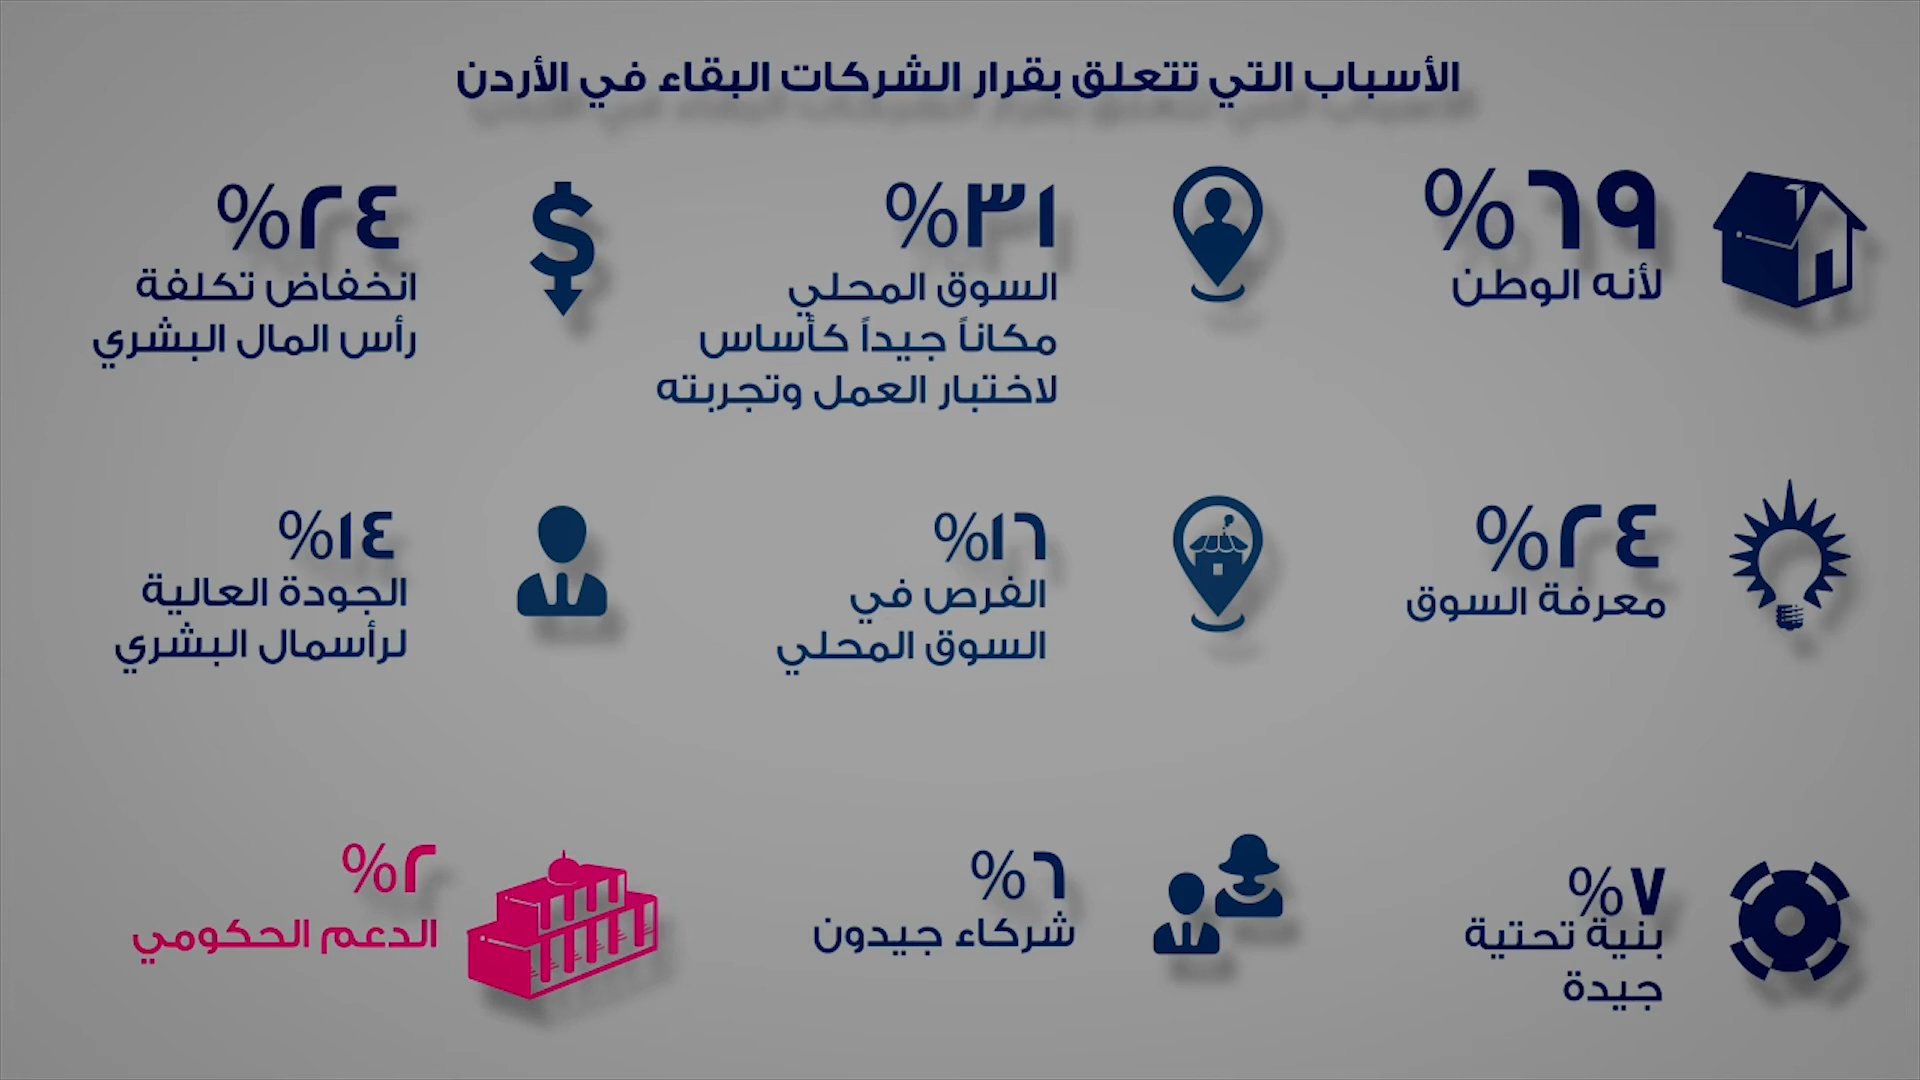 الأسباب التي تتعلق بقرار الشركات البقاء في الأردن
٦٩%
لأنه الوطن
٣١%
السوق المحلي
مكاناً جيداً كأساس
لاختبار العمل وتجربته
٢٤%
انخفاض تكلفة
رأس المال البشري
٢٤%
معرفة السوق
١٦%
الفرص في
السوق المحلي
١٤%
الجودة العالية
لرأسمال البشري
٧%
بنية تحتية
جيدة
٦%
شركاء جيدون
٢%
الدعم الحكومي